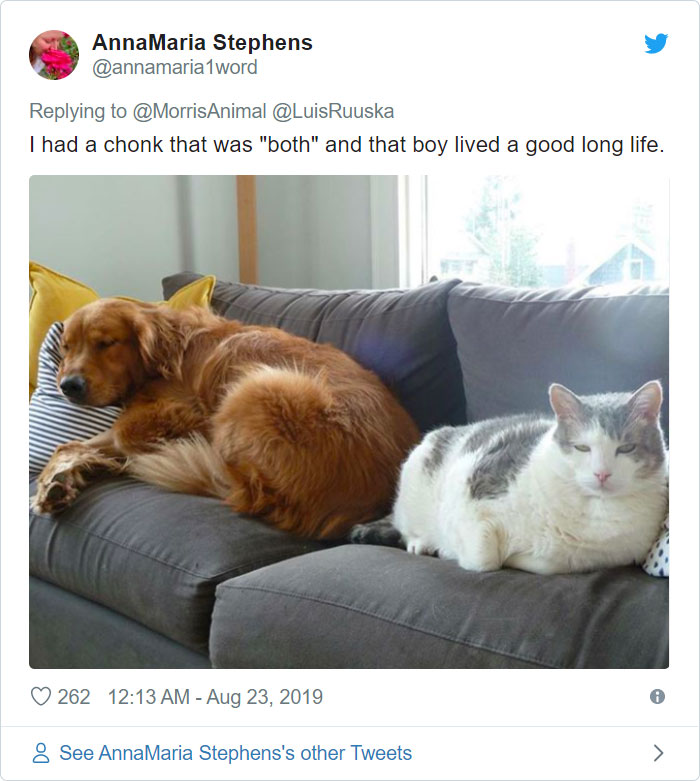 AnnaMaria Stephens
@annamaria1word
Replying to @MorrisAnimal @LuisRuuska
I had a chonk that was "both" and that boy lived a good long life.
262 12:13 AM - Aug 23, 2019
See AnnaMaria Stephens's other Tweets